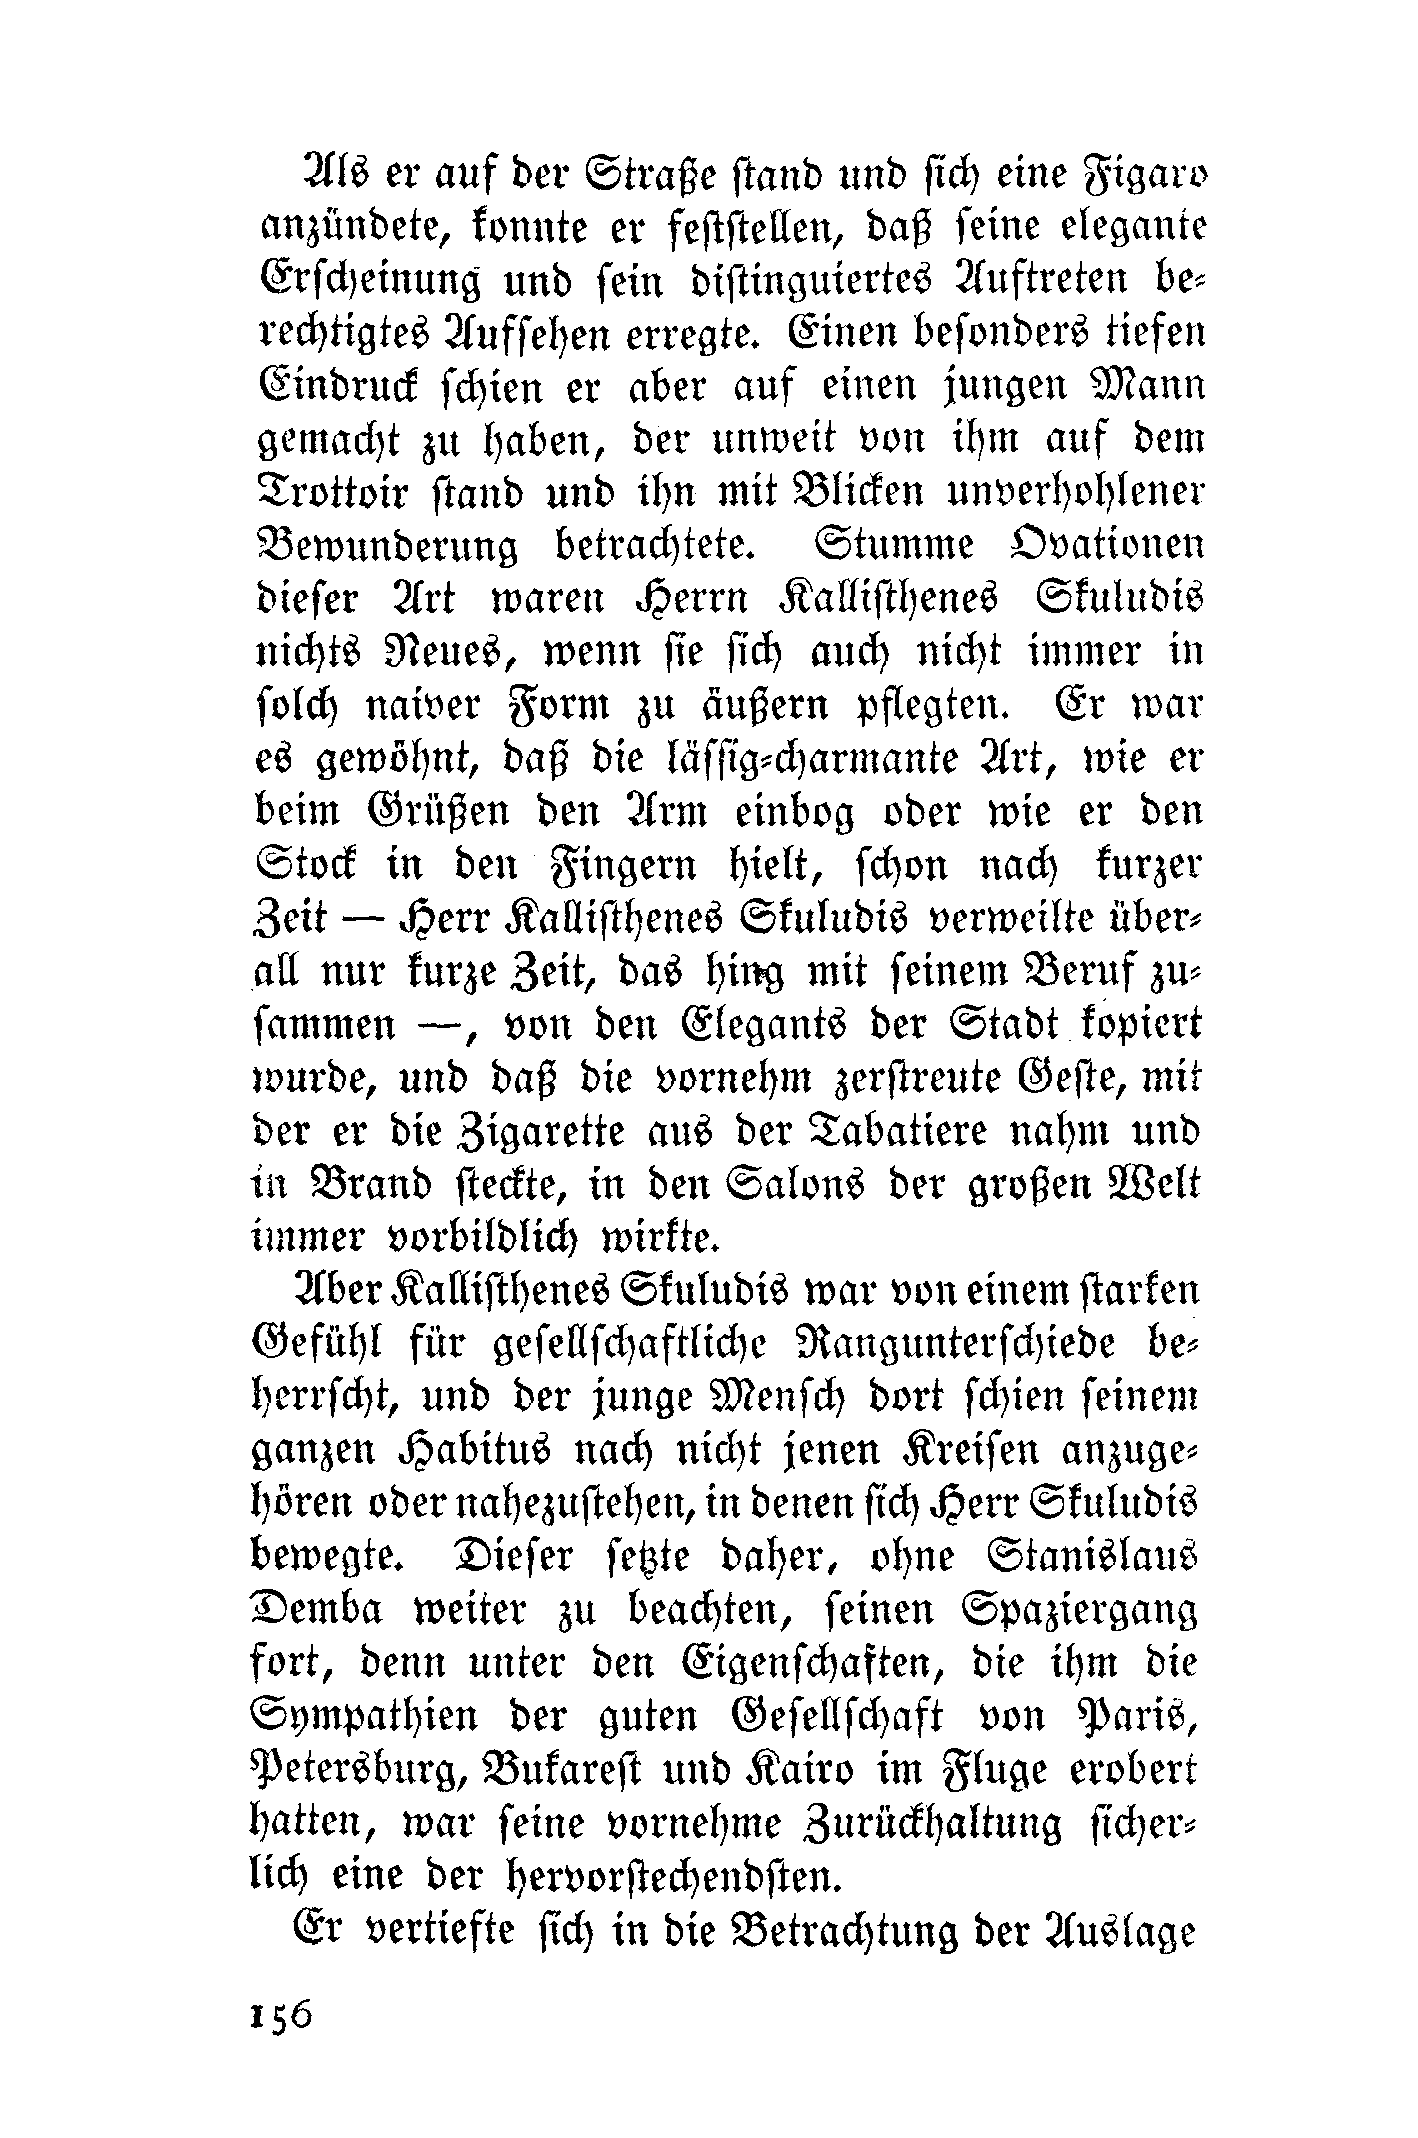 Als er auf der Straße stand und sich eine Figaro
anzündete, konnte er feststellen, daß seine elegante
Erscheinung und sein distinguiertes Auftreten be-
rechtigtes Aufsehen erregte. Einen besonders tiefen
Eindruck schien er aber auf einen jungen Mann
gemacht zu haben, der unweit von ihm auf dem
Trottoir stand und ihn mit Blicken unverhohlener
Bewunderung betrachtete. Stumme Ovationen
dieser Art waren Herrn Kallisthenes Skuludis
nichts Neues, wenn sie sich auch nicht immer in
solch naiver Form zu äußern pflegten. Er war
es gewöhnt, daß die lässig-charmante Art, wie er
beim Grüßen den Arm einbog oder wie er den
Stock in den Fingern hielt, schon nach kurzer
Zeit — Herr Kallisthenes Skuludis verweilte über-
all nur kurze Zeit, das hing mit seinem Beruf zu-
sammen —, von den Elegants der Stadt kopiert
wurde, und daß die vornehm zerstreute Geste, mit
der er die Zigarette aus der Tabatiere nahm und
in Brand steckte, in den Salons der großen Welt
immer vorbildlich wirkte.
Aber Kallisthenes Skuludis war von einem starken
Gefühl für gesellschaftliche Rangunterschiede be-
herrscht, und der junge Mensch dort schien seinem
ganzen Habitus nach nicht jenen Kreisen anzuge-
hören oder nahezustehen, in denen sich Herr Skuludis
bewegte. Dieser setzte daher, ohne Stanislaus
Demba weiter zu beachten, seinen Spaziergang
fort, denn unter den Eigenschaften, die ihm die
Sympathien der guten Gesellschaft von Paris,
Petersburg, Bukarest und Kairo im Fluge erobert
hatten, war seine vornehme Zurückhaltung sicher-
lich eine der hervorstechendsten.
Er vertiefte sich in die Betrachtung der Auslage
156